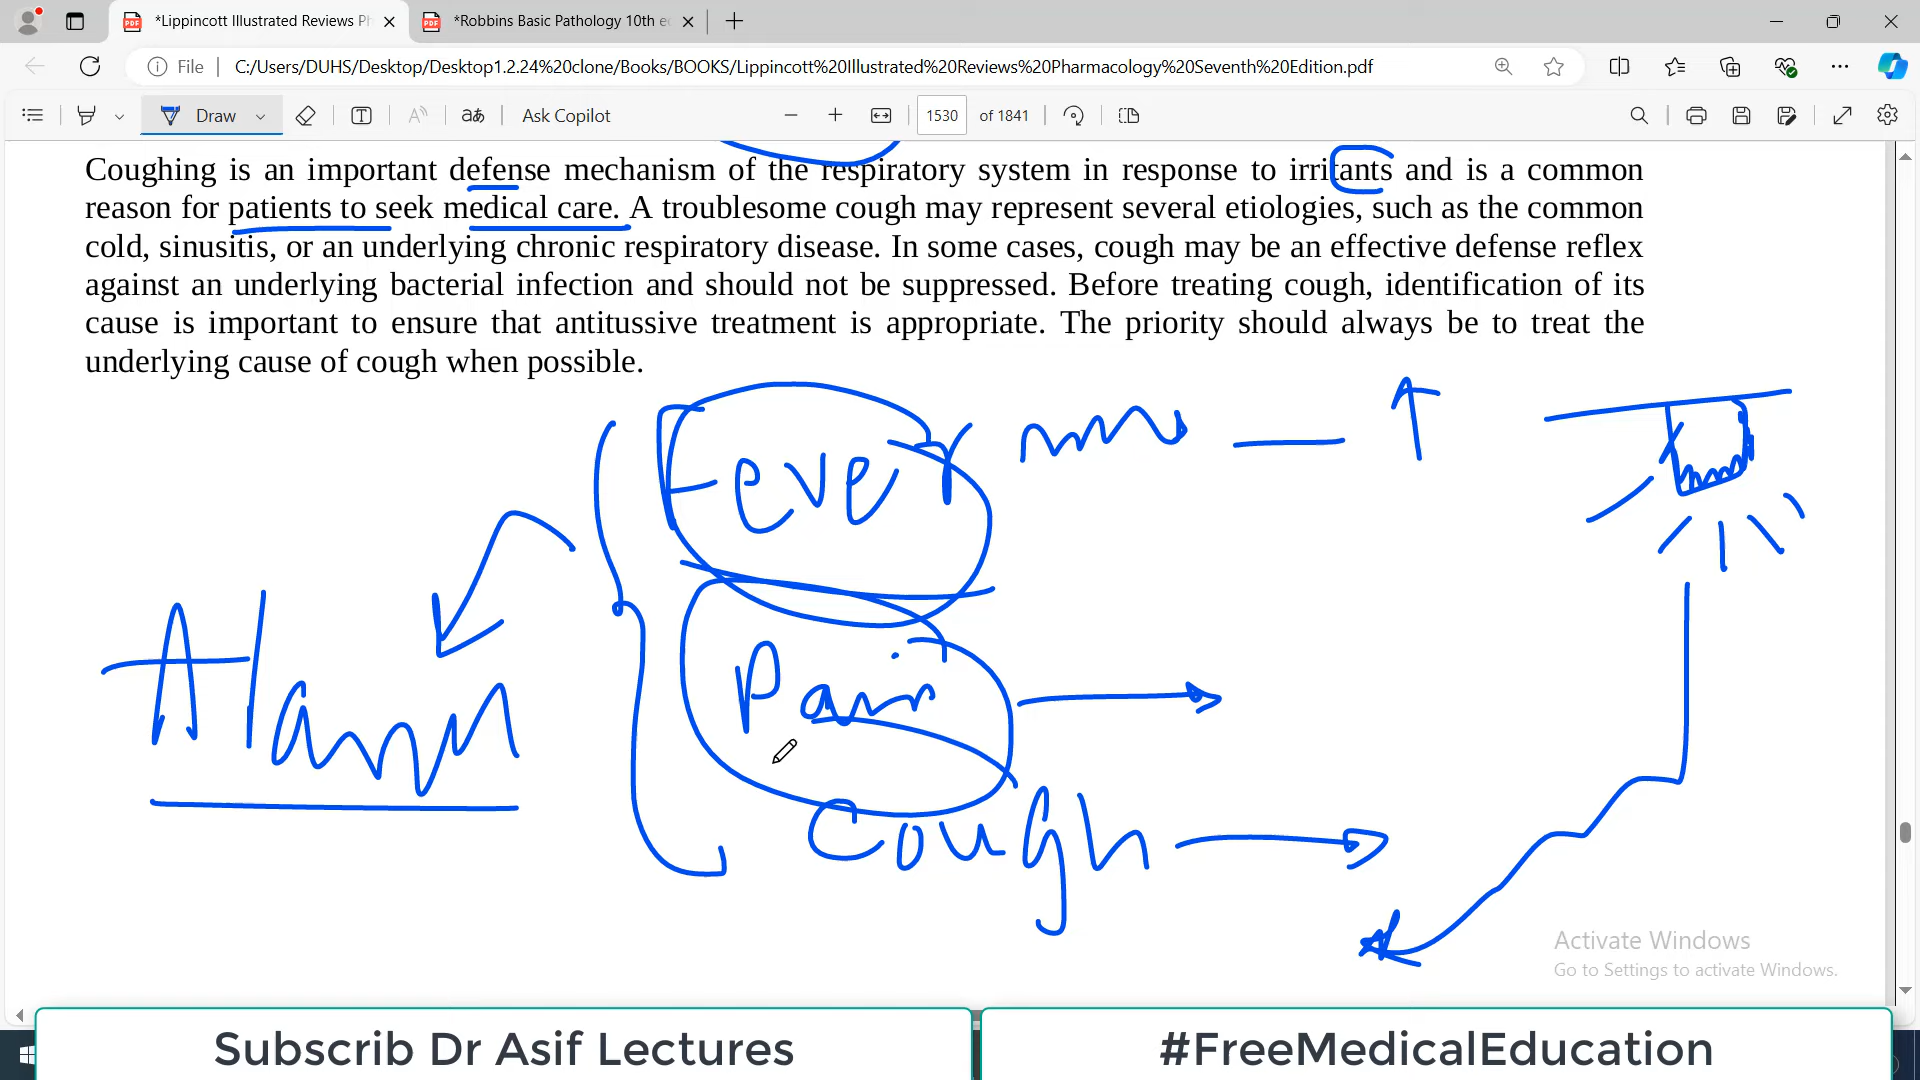 *Lippincott Illustrated Reviews Ph
*Robbins Basic Pathology 10th e
File
C:/Users/DUHS/Desktop/Desktop1.2.24%20clone/Books/BOOKS/Lippincott%20Illustrated%20Reviews%20Pharmacology%20Seventh%20Edition.pdf
Draw
Ask Copilot
1530 of 1841
Coughing is an important defense mechanism of the respiratory system in response to irritants and is a common
reason for patients to seek medical care. A troublesome cough may represent several etiologies, such as the common
cold, sinusitis, or an underlying chronic respiratory disease. In some cases, cough may be an effective defense reflex
against an underlying bacterial infection and should not be suppressed. Before treating cough, identification of its
cause is important to ensure that antitussive treatment is appropriate. The priority should always be to treat the
underlying cause of cough when possible.
Fever
Pain
Cough
Alarm
Activate Windows
Go to Settings to activate Windows.
Subscrib Dr Asif Lectures
#FreeMedicalEducation